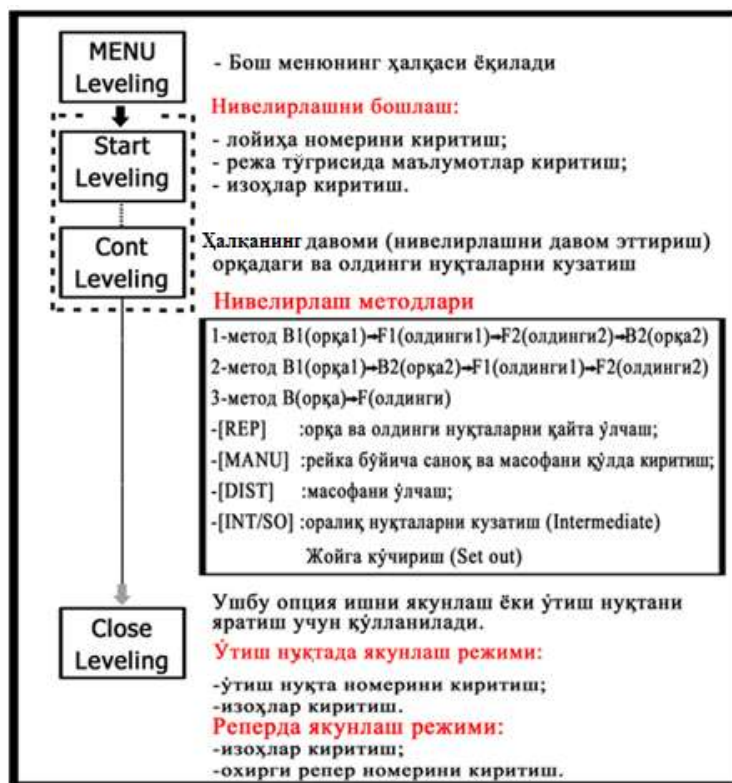 MENU
Leveling
- Бош менюнинг ҳалқаси ёқилади
Нивелирлашни бошлаш:
Start
Leveling
- лойиҳа номерини киритиш;
- режа тўгрисида маълумотлар киритиш;
- изоҳлар киритиш.
Cont
Leveling
Ҳалқанинг давоми (нивелирлашни давом эттириш)
орқадаги ва олдинги нуқталарни кузатиш
Нивелирлаш методлари
1-метод B1(орқа1)→F1(олдинги1)→F2(олдинги2)→B2(орқа2)
2-метод B1(орқа1)→B2(орқа2)→F1(олдинги1)→F2(олдинги2)
3-метод B(орқа)→F(олдинги)
-[REP] :орқа ва олдинги нуқталарни қайта ўлчаш;
-[MANU] :рейка бўйича саноқ ва масофани қўлда киритиш;
-[DIST] :масофани ўлчаш;
-[INT/SO] :оралиқ нуқталарни кузатиш (Intermediate)
Жойга кўчириш (Set out)
Close
Leveling
Ушбу опция ишни якунлаш ёки ўтиш нуқтани
яратиш учун қўлланилади.
Ўтиш нуқтада якунлаш режими:
-ўтиш нуқта номерини киритиш;
-изоҳлар киритиш.
Реперда якунлаш режими:
-изоҳлар киритиш;
-охирги репер номерини киритиш.